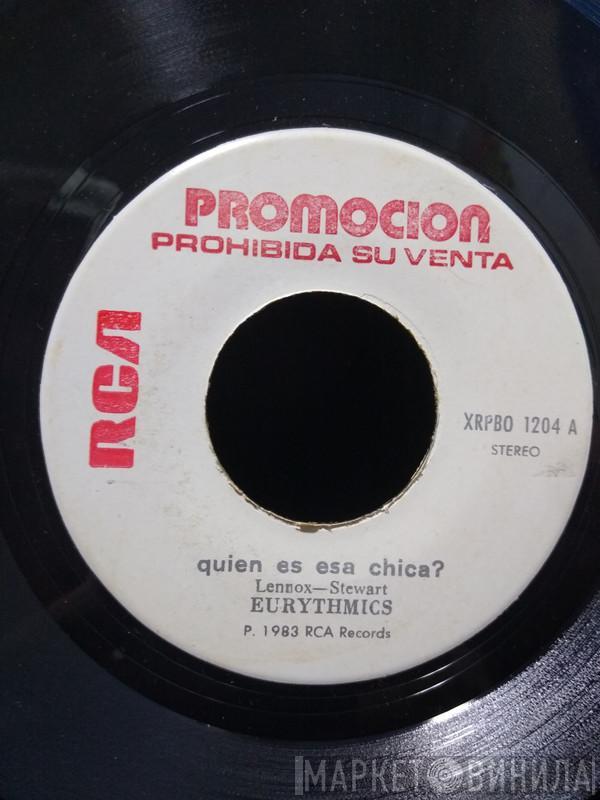 PROMOCION
PROHIBIDA SU VENTA
RCA
XRPBO 1204 A
STEREO
quien es esa chica?
Lennox—Stewart
EURYTHMICS
P. 1983 RCA Records
МАРКЕТ ВИНИЛА